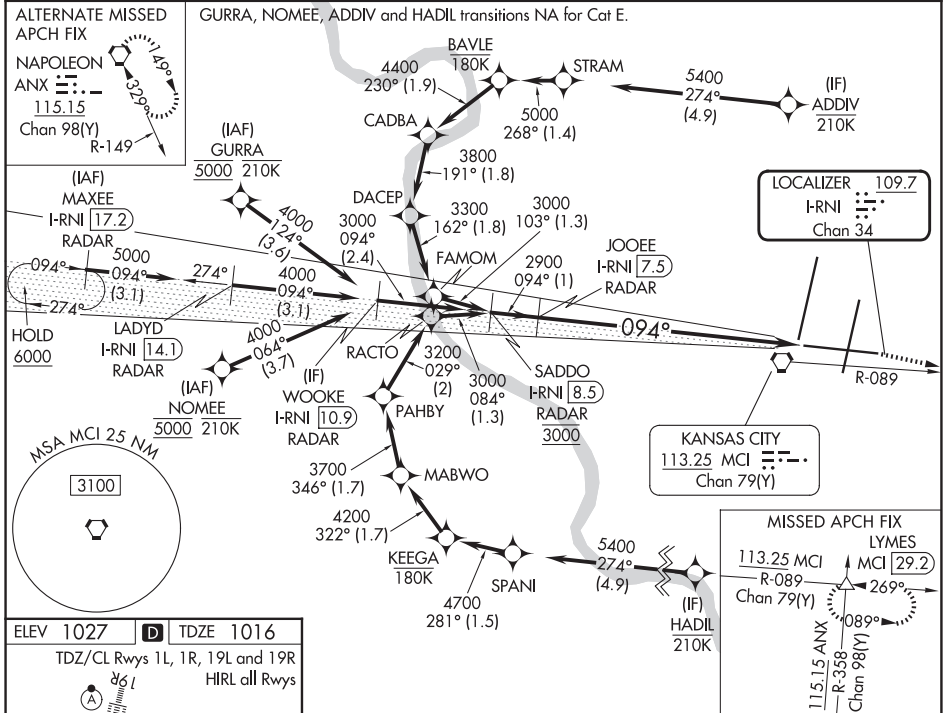 ALTERNATE MISSED
APCH FIX
NAPOLEON
ANX
115.15
Chan 98(Y)
149°
329°
R-149
GURRA, NOMEE, ADDIV and HADIL transitions NA for Cat E.
BAVLE
180K
STRAM
4400
230° (1.9)
5000
268° (1.4)
5400
274°
(4.9)
(IF)
ADDIV
210K
CADBA
3800
191° (1.8)
(IAF)
GURRA
5000 210K
(IAF)
MAXEE
I-RNI 17.2
RADAR
DACEP
3300
162° (1.8)
3000
103° (1.3)
LOCALIZER 109.7
I-RNI
Chan 34
4000
124°
(3.6)
3000
094°
(2.4)
FAMOM
2900
094° (1)
JOOEE
I-RNI 7.5
RADAR
094°
5000
094°
(3.1)
274°
4000
094°
(3.1)
094°
274°
HOLD
6000
LADYD
I-RNI 14.1
RADAR
4000
064°
(3.7)
RACTO
3200
029°
(2)
3000
084°
(1.3)
SADDO
I-RNI 8.5
RADAR
3000
R-089
(IF)
WOOKE
I-RNI 10.9
RADAR
(IAF)
NOMEE
5000 210K
PAHBY
KANSAS CITY
113.25 MCI
Chan 79(Y)
MSA MCI 25 NM
3100
3700
346° (1.7)
MABWO
4200
322° (1.7)
KEEGA
180K
SPANI
4700
281° (1.5)
5400
274°
(4.9)
(IF)
HADIL
210K
MISSED APCH FIX
LYMES
MCI 29.2
113.25 MCI
R-089
Chan 79(Y)
269°
089°
115.15 ANX
R-358
Chan 98(Y)
ELEV 1027
D
TDZE 1016
TDZ/CL Rwys 1L, 1R, 19L and 19R
HIRL all Rwys
19R
A